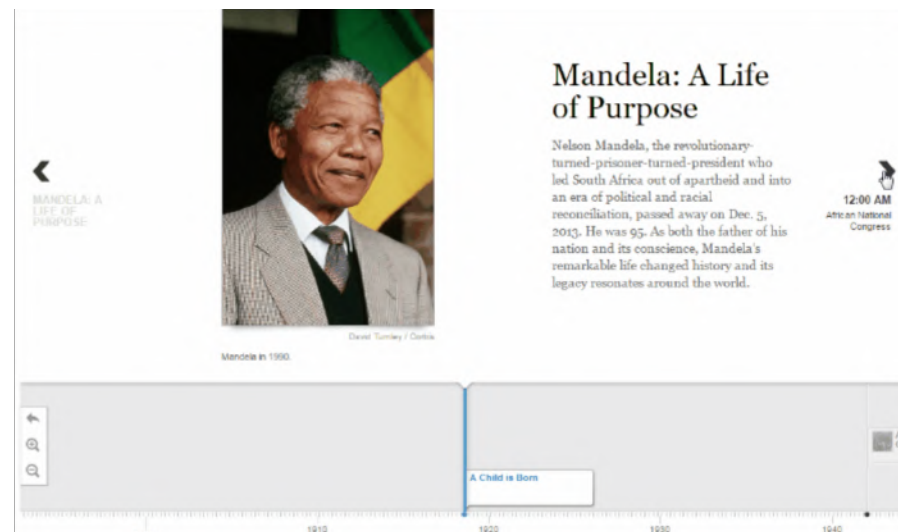 Mandela: A Life
of Purpose
Nelson Mandela, the revolutionary-
turned-prisoner-turned-president who
led South Africa out of apartheid and into
an era of political and racial
reconciliation, passed away on Dec. 5,
2013. He was 95. As both the father of his
nation and its conscience, Mandela's
remarkable life changed history and its
legacy resonates around the world.
MANDELA: A
LIFE OF
PURPOSE
12:00 AM
African National
Congress
David Turnley / Corbis
Mandela in 1990.
A Child is Born
1910
1920
1930
1940